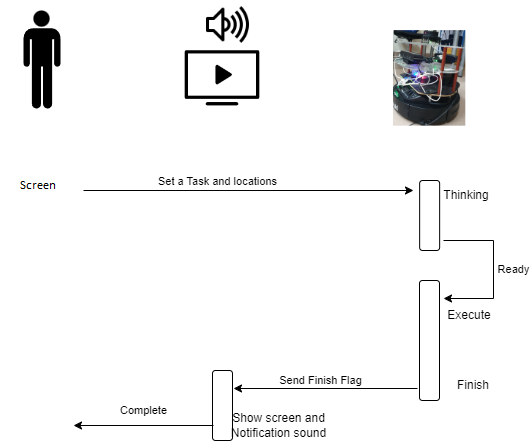 Set a Task and locations
Screen
Thinking
Ready
Execute
Send Finish Flag
Finish
Complete
Show screen and
Notification sound